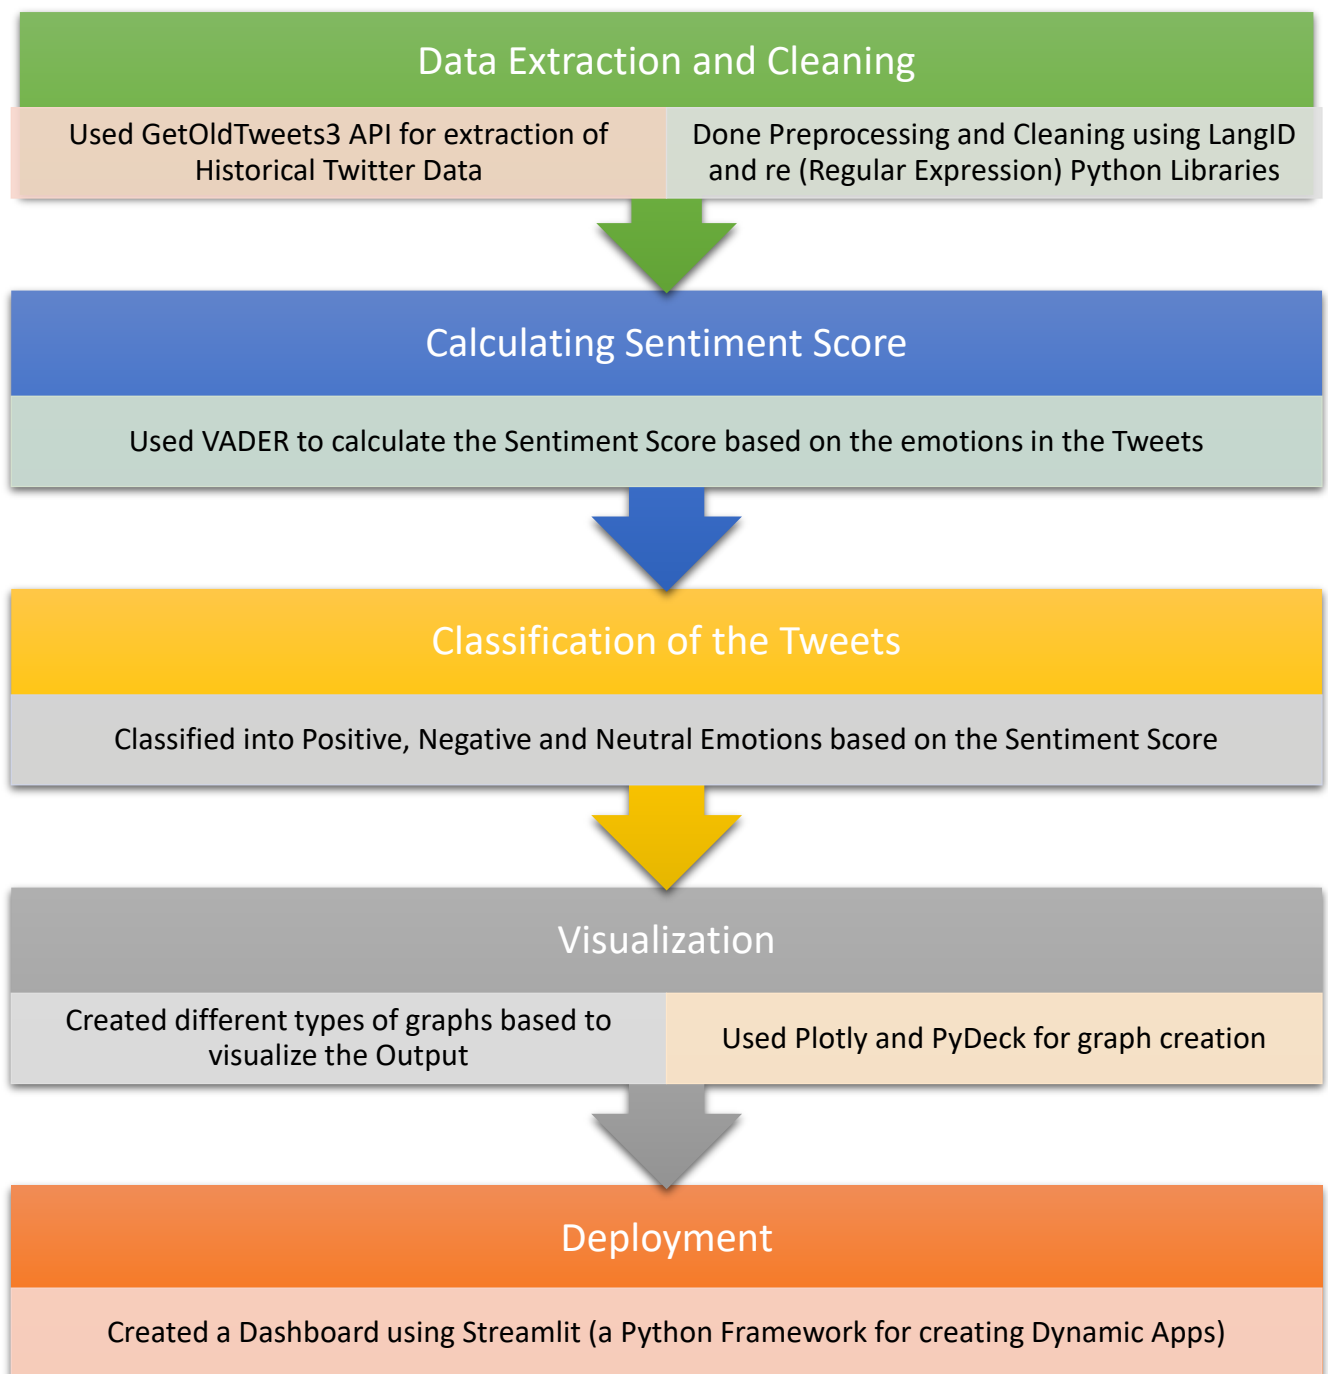 Data Extraction and Cleaning
Used GetOldTweets3 API for extraction of
Historical Twitter Data
Done Preprocessing and Cleaning using LangID
and re (Regular Expression) Python Libraries
Calculating Sentiment Score
Used VADER to calculate the Sentiment Score based on the emotions in the Tweets
Classification of the Tweets
Classified into Positive, Negative and Neutral Emotions based on the Sentiment Score
Visualization
Created different types of graphs based to
visualize the Output
Used Plotly and PyDeck for graph creation
Deployment
Created a Dashboard using Streamlit (a Python Framework for creating Dynamic Apps)